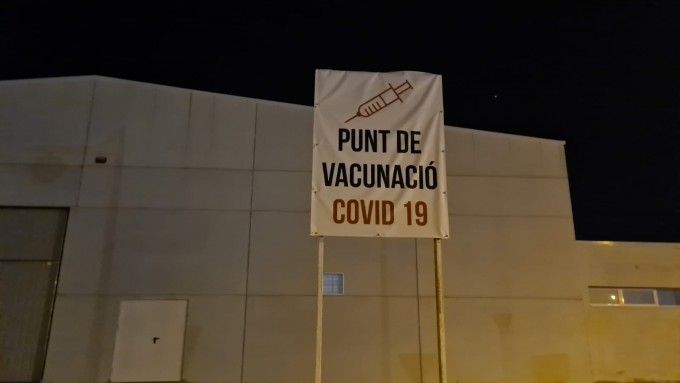 PUNT DE
VACUNACIÓ
COVID 19